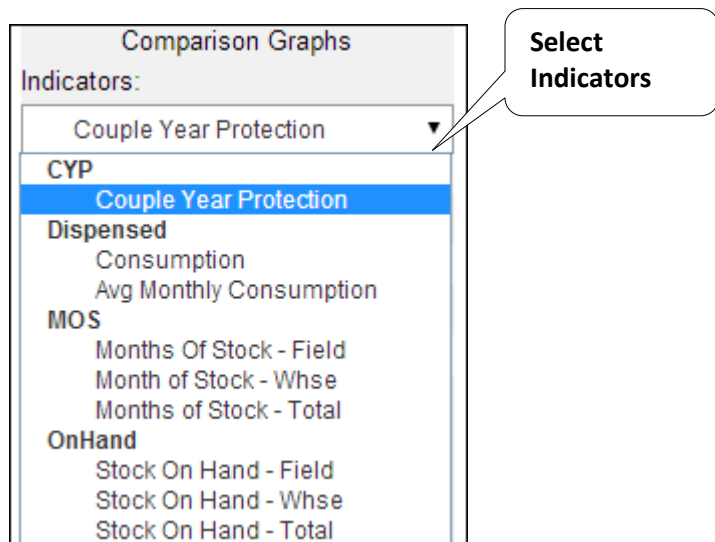 Comparison Graphs
Select
Indicators
Indicators:
Couple Year Protection
CYP
Couple Year Protection
Dispensed
Consumption
Avg Monthly Consumption
MOS
Months Of Stock - Field
Month of Stock - Whse
Months of Stock - Total
OnHand
Stock On Hand - Field
Stock On Hand - Whse
Stock On Hand - Total